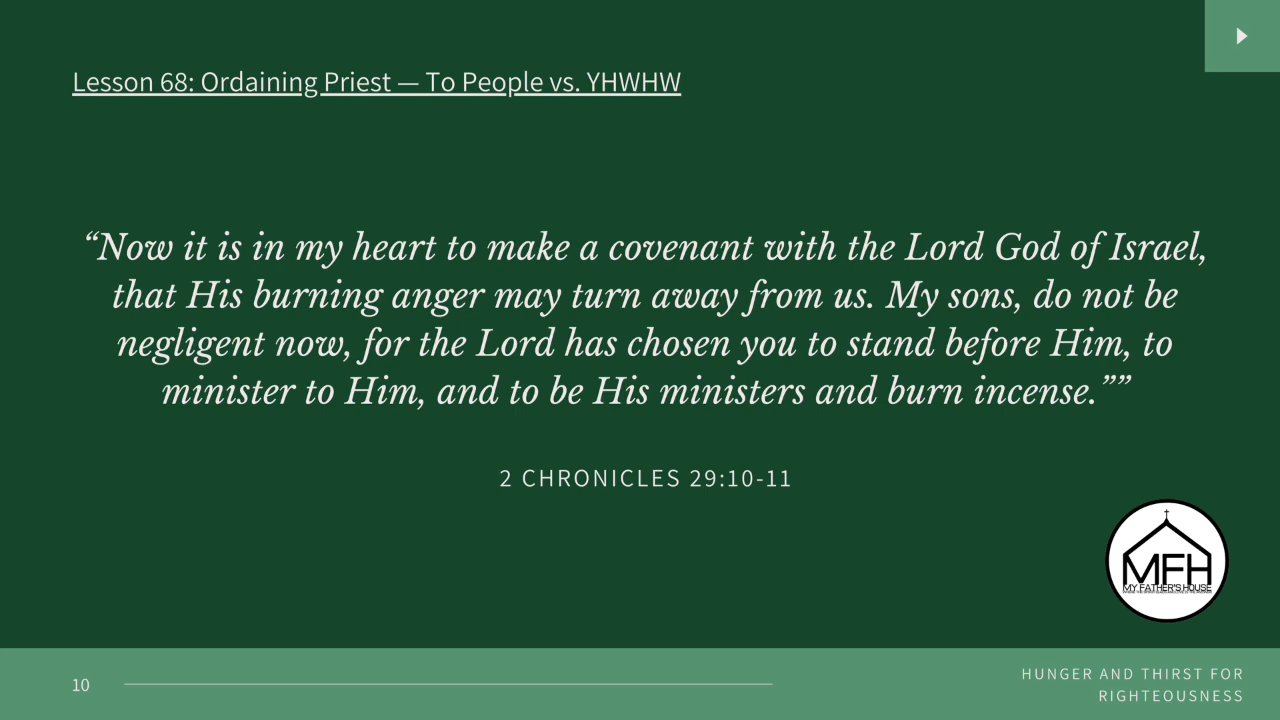 Lesson 68: Ordaining Priest — To People vs. YHWHW
“Now it is in my heart to make a covenant with the Lord God of Israel,
that His burning anger may turn away from us. My sons, do not be
negligent now, for the Lord has chosen you to stand before Him, to
minister to Him, and to be His ministers and burn incense.””
2 CHRONICLES 29:10-11
MFH
MY FATHER'S HOUSE
10
HUNGER AND THIRST FOR
RIGHTEOUSNESS